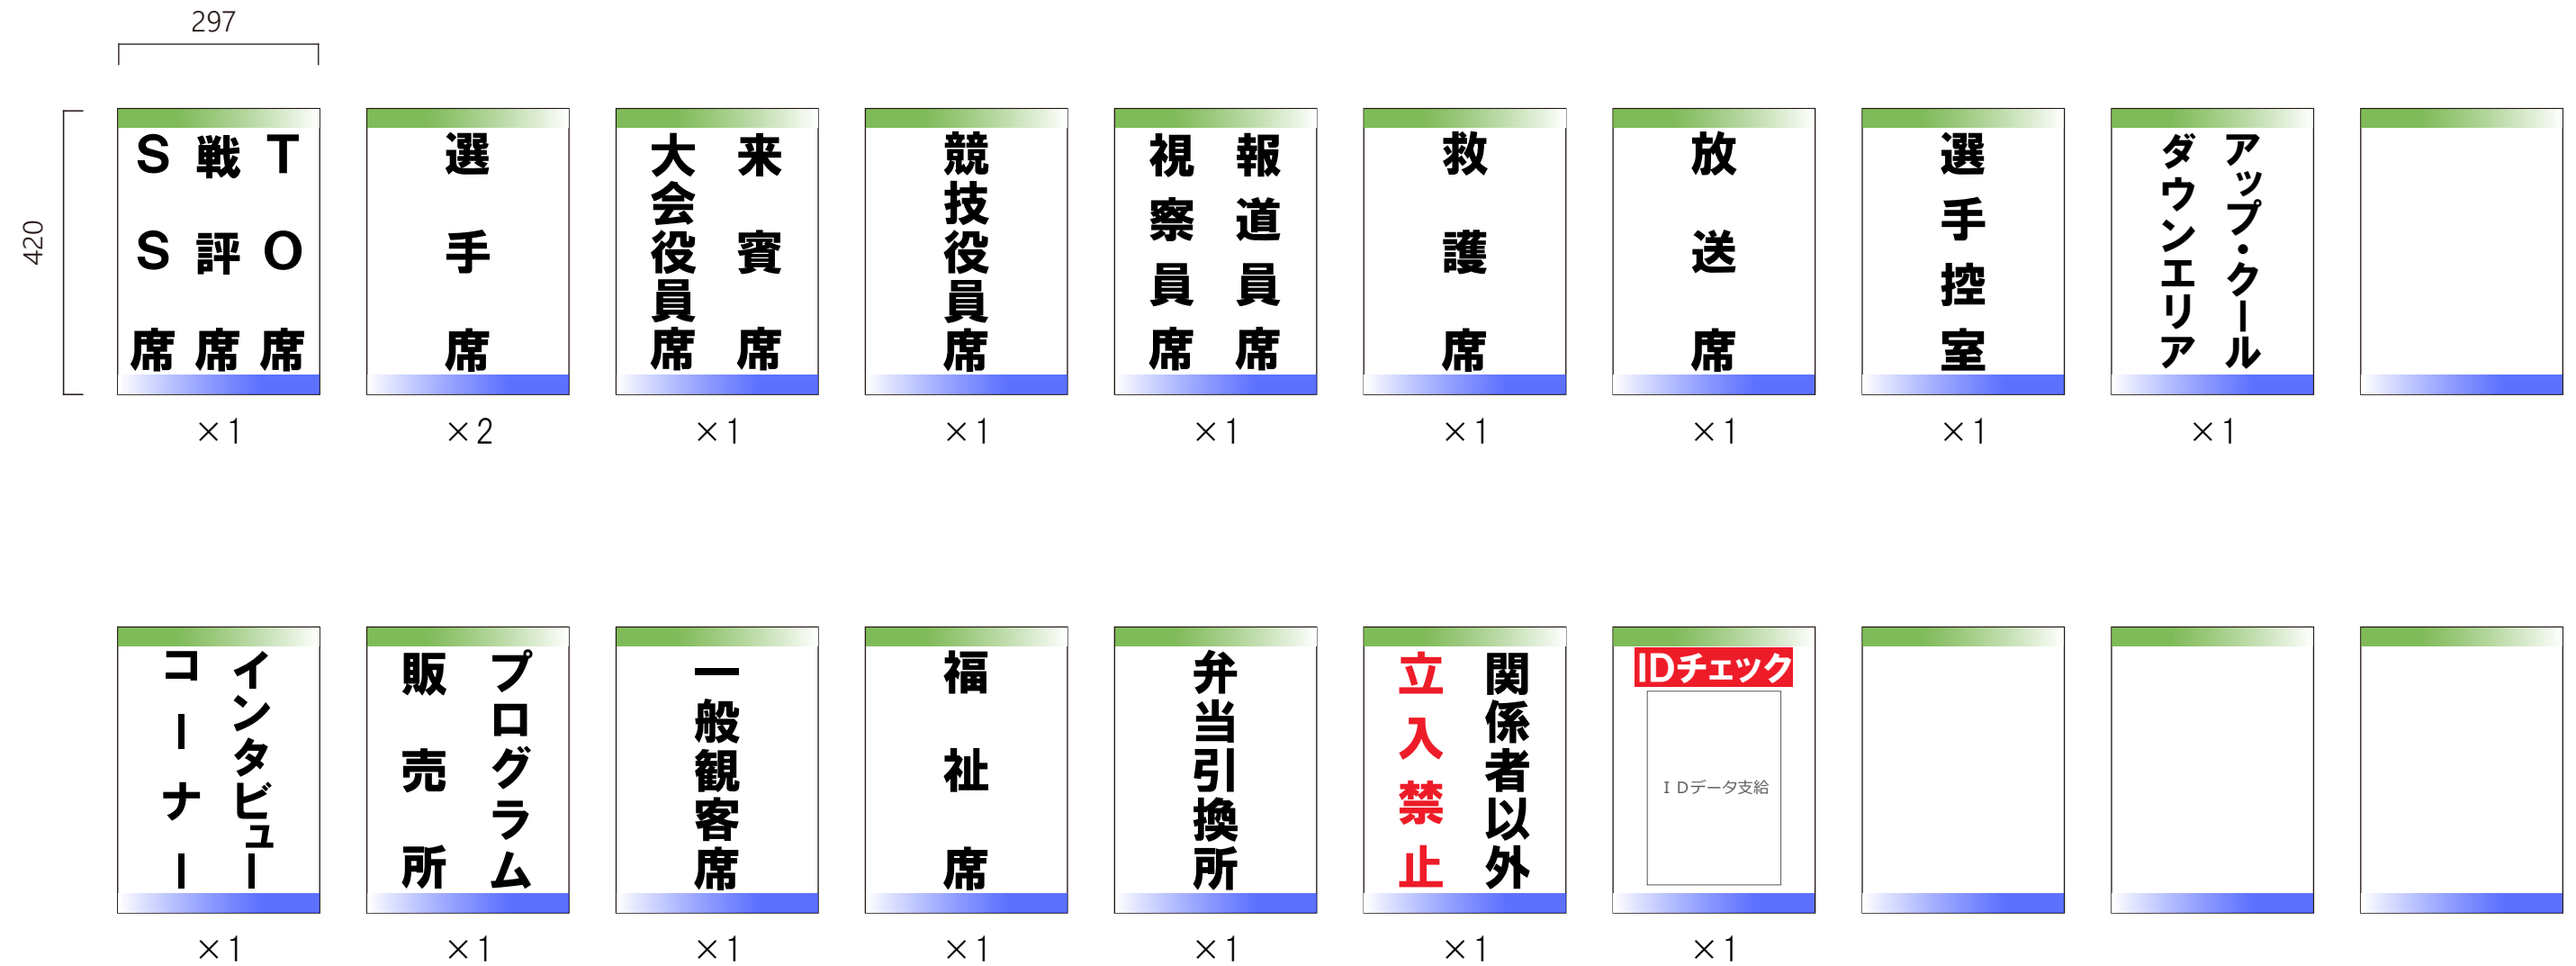 297
420
TO席
戦評席
SS席
×1
選手席
×2
来賓席
大会役員席
×1
競技役員席
×1
報道員席
視察員席
×1
救護席
×1
放送席
×1
選手控室
×1
アップ・クール
ダウンエリア
×1
インタビュー
コーナー
×1
プログラム
販売所
×1
一般観客席
×1
福祉席
×1
弁当引換所
×1
関係者以外
立入禁止
×1
IDチェック
ＩＤデータ支給
×1